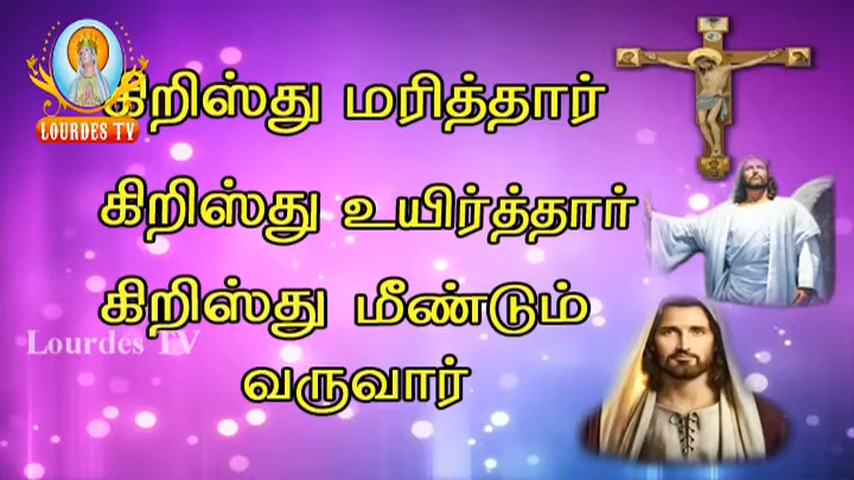 LOURDES TV
கிறிஸ்து மரித்தார்
கிறிஸ்து உயிர்த்தார்
கிறிஸ்து மீண்டும்
Lourdes TV
வருவார்